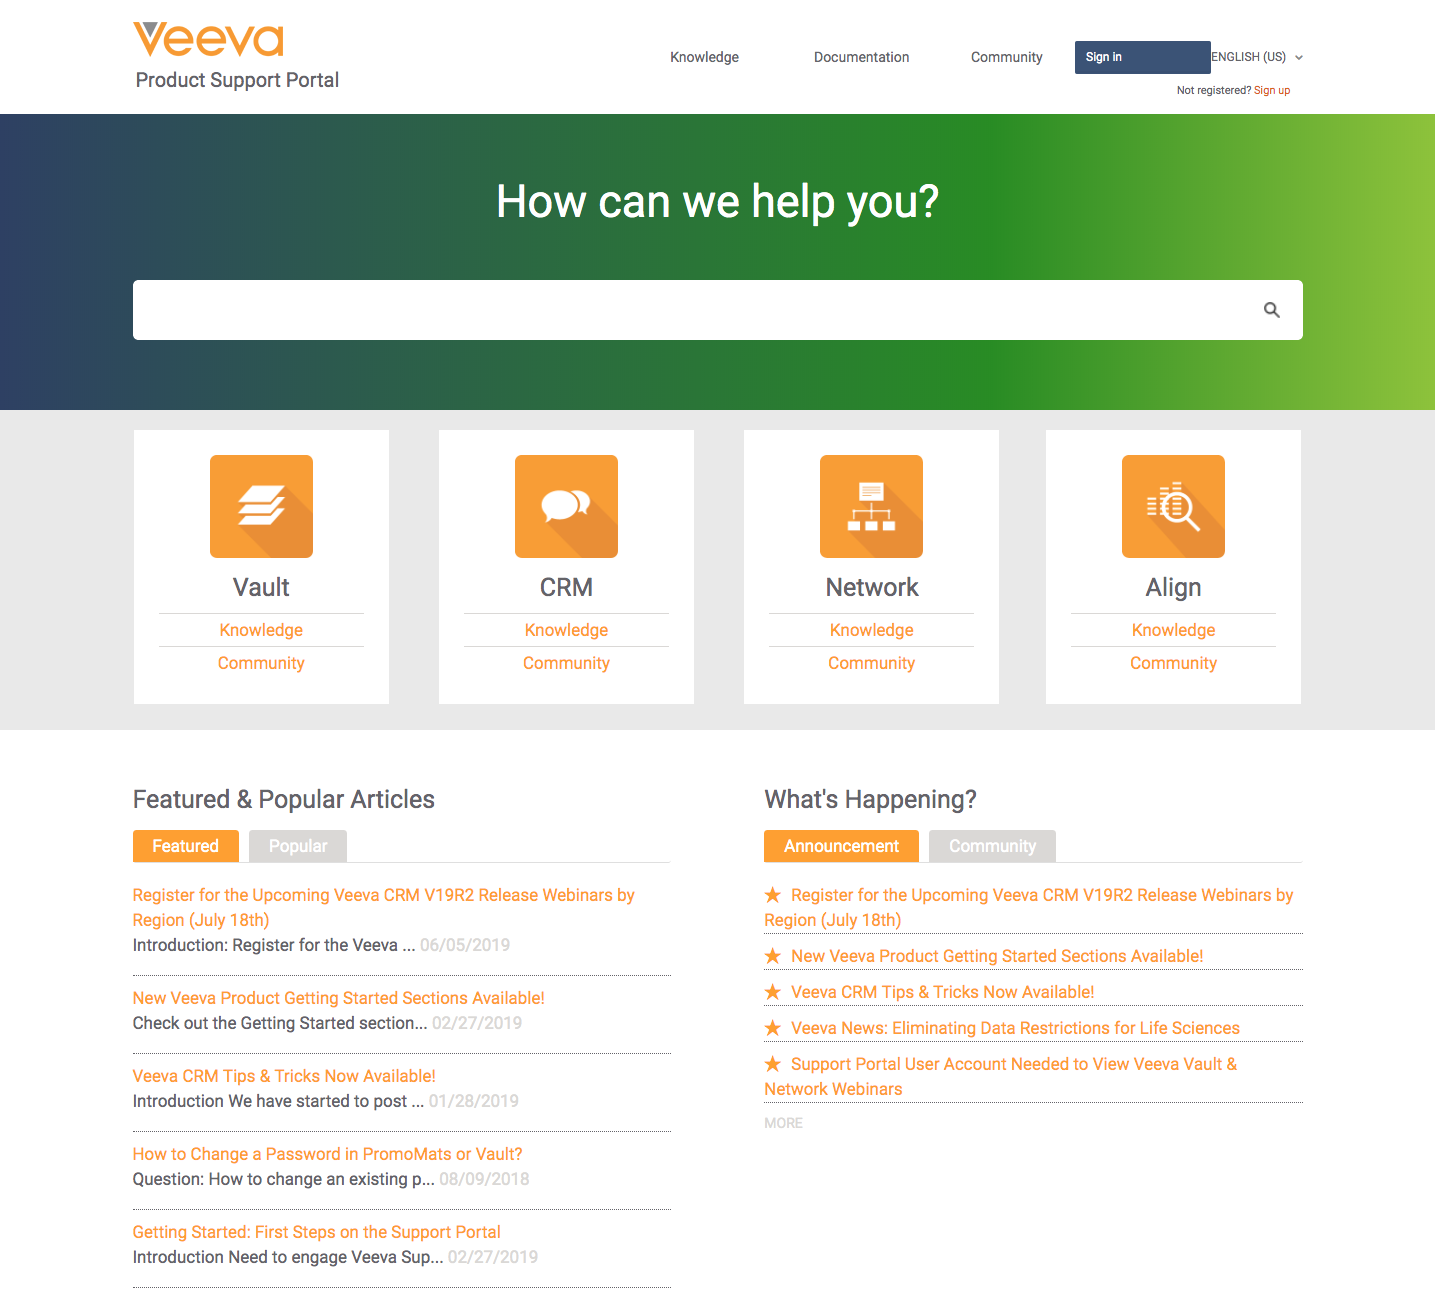 Veeva
Product Support Portal
Knowledge
Documentation
Community
Sign in
ENGLISH (US)
Not registered? Sign up
How can we help you?
Vault
Knowledge
Community
CRM
Knowledge
Community
Network
Knowledge
Community
Align
Knowledge
Community
Featured & Popular Articles
Featured
Popular
Register for the Upcoming Veeva CRM V19R2 Release Webinars by
Region (July 18th)
Introduction: Register for the Veeva ... 06/05/2019
New Veeva Product Getting Started Sections Available!
Check out the Getting Started section... 02/27/2019
Veeva CRM Tips & Tricks Now Available!
Introduction We have started to post ... 01/28/2019
How to Change a Password in PromoMats or Vault?
Question: How to change an existing p... 08/09/2018
Getting Started: First Steps on the Support Portal
Introduction Need to engage Veeva Sup... 02/27/2019
What's Happening?
Announcement
Community
★ Register for the Upcoming Veeva CRM V19R2 Release Webinars by
Region (July 18th)
★ New Veeva Product Getting Started Sections Available!
★ Veeva CRM Tips & Tricks Now Available!
★ Veeva News: Eliminating Data Restrictions for Life Sciences
★ Support Portal User Account Needed to View Veeva Vault &
Network Webinars
MORE